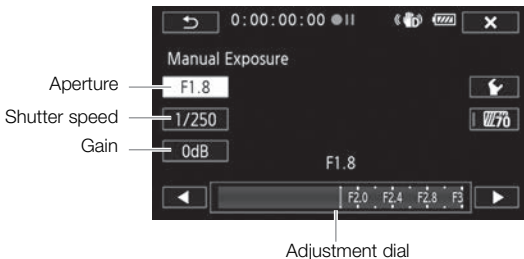 0:00:00:00
Manual Exposure
Aperture
F1.8
Shutter speed
1/250
70
Gain
0dB
F1.8
F2.0 F2.4 F2.8 F3
Adjustment dial